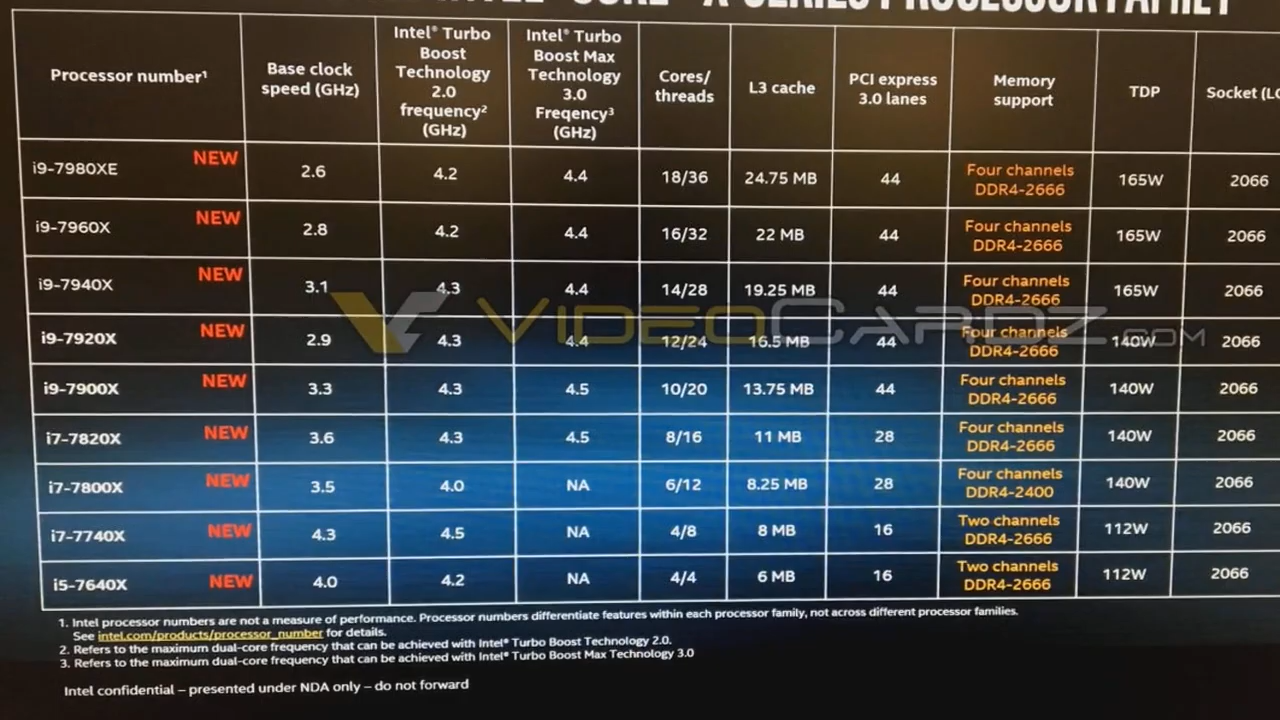 INTEL® CORE™ X-SERIES PROCESSOR FAMILY
Processor number¹ Base clock speed (GHz) Intel® Turbo Boost Technology 2.0 frequency² (GHz) Intel® Turbo Boost Max Technology 3.0 Freqency³ (GHz) Cores/ threads L3 cache PCI express 3.0 lanes Memory support TDP Socket (LG
i9-7980XE NEW 2.6 4.2 4.4 18/36 24.75 MB 44 Four channels DDR4-2666 165W 2066
i9-7960X NEW 2.8 4.2 4.4 16/32 22 MB 44 Four channels DDR4-2666 165W 2066
i9-7940X NEW 3.1 4.3 4.4 14/28 19.25 MB 44 Four channels DDR4-2666 165W 2066
VIDEOCARDZ.COM
i9-7920X NEW 2.9 4.3 4.4 12/24 16.5 MB 44 Four channels DDR4-2666 140W 2066
i9-7900X NEW 3.3 4.3 4.5 10/20 13.75 MB 44 Four channels DDR4-2666 140W 2066
i7-7820X NEW 3.6 4.3 4.5 8/16 11 MB 28 Four channels DDR4-2666 140W 2066
i7-7800X NEW 3.5 4.0 NA 6/12 8.25 MB 28 Four channels DDR4-2400 140W 2066
i7-7740X NEW 4.3 4.5 NA 4/8 8 MB 16 Two channels DDR4-2666 112W 2066
i5-7640X NEW 4.0 4.2 NA 4/4 6 MB 16 Two channels DDR4-2666 112W 2066
1. Intel processor numbers are not a measure of performance. Processor numbers differentiate features within each processor family, not across different processor families.
See intel.com/products/processor_number for details.
2. Refers to the maximum dual-core frequency that can be achieved with Intel® Turbo Boost Technology 2.0.
3. Refers to the maximum dual-core frequency that can be achieved with Intel® Turbo Boost Max Technology 3.0
Intel confidential – presented under NDA only – do not forward